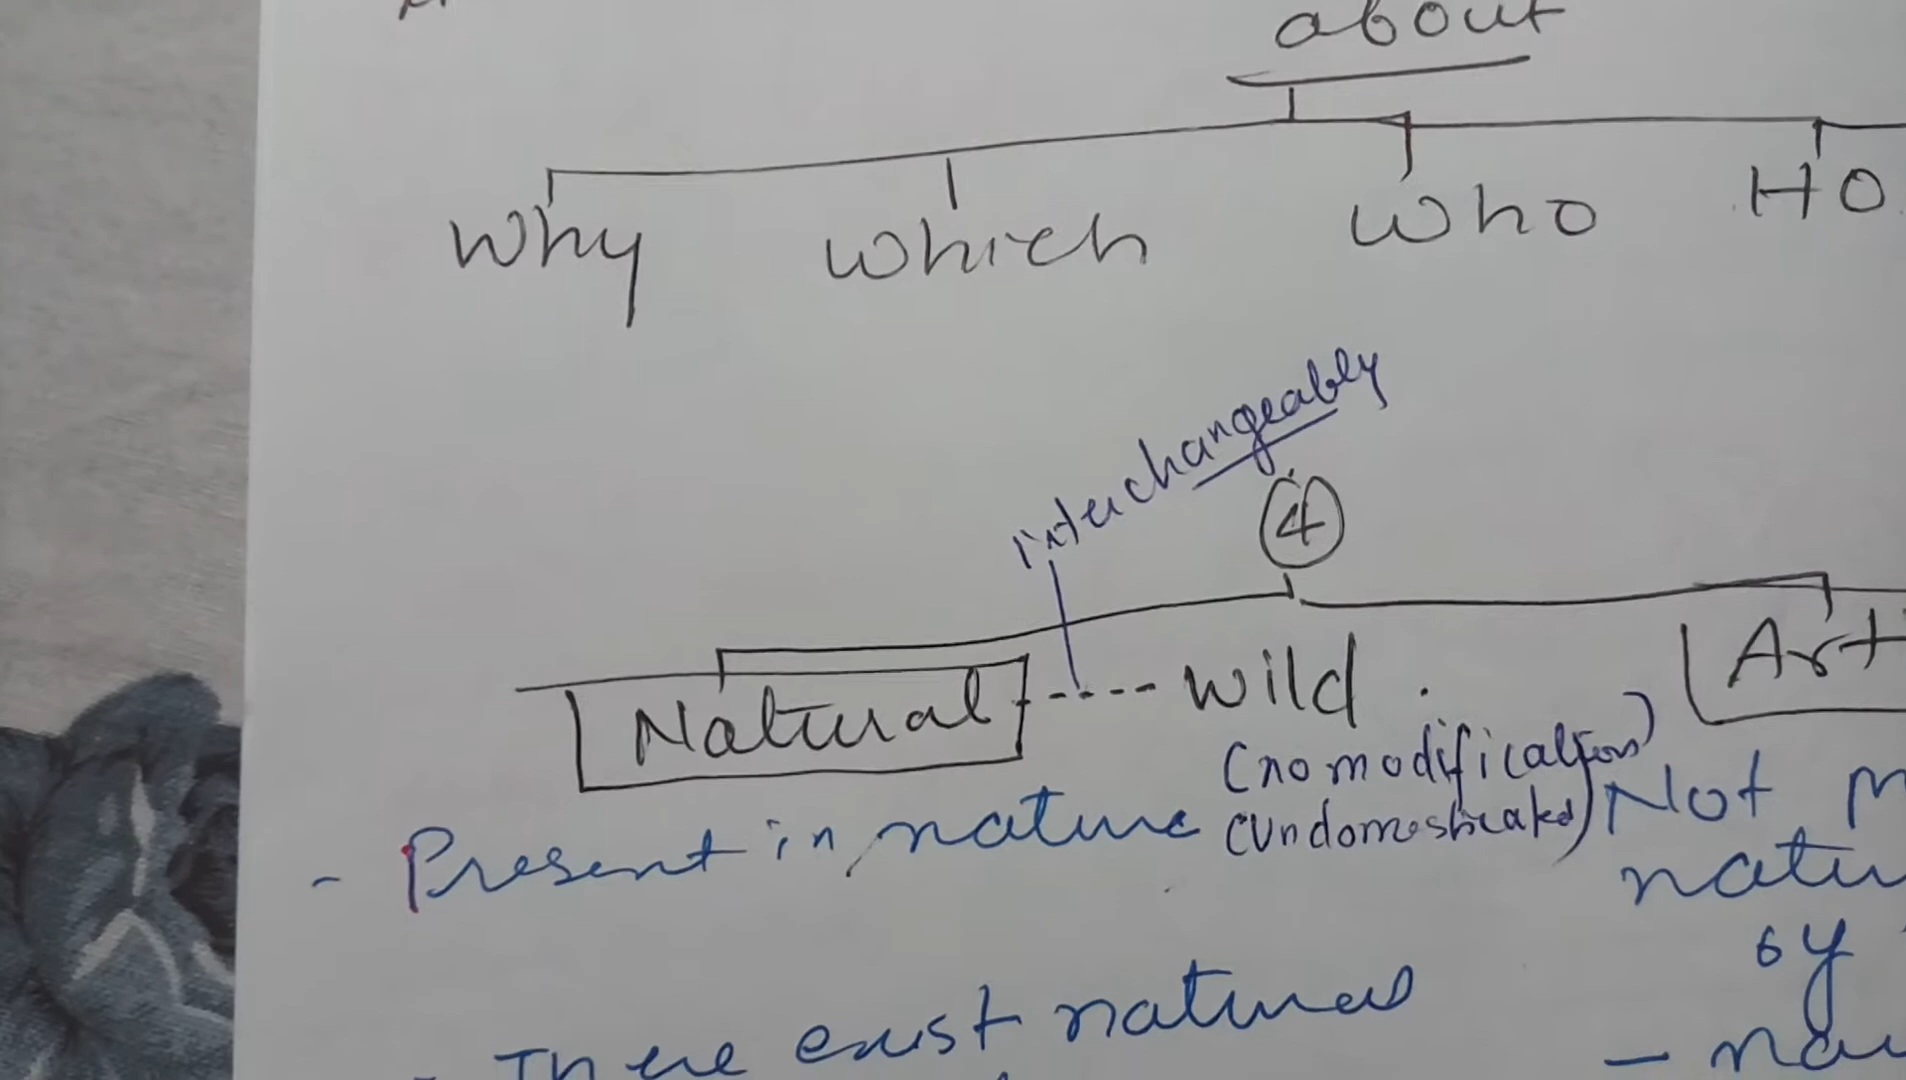 about
Why which who HO
interchangeably
4
Natural ---- wild . Art
(no modification)
(Undomesticated)
- Present in nature
Not
natu
by
There exist natural